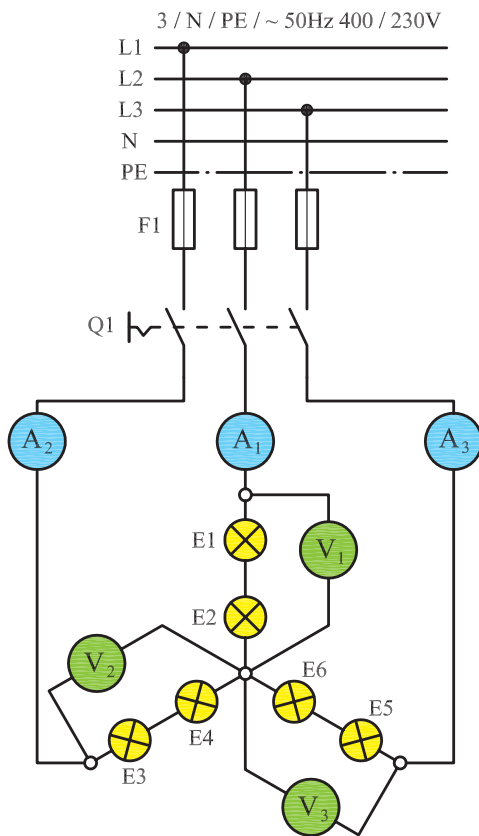 3 / N / PE / ~ 50Hz 400 / 230V
L1
L2
L3
N
PE
F1
Q1
A₂
A₁
A₃
E1
V₁
E2
V₂
E6
E4
E5
E3
V₃